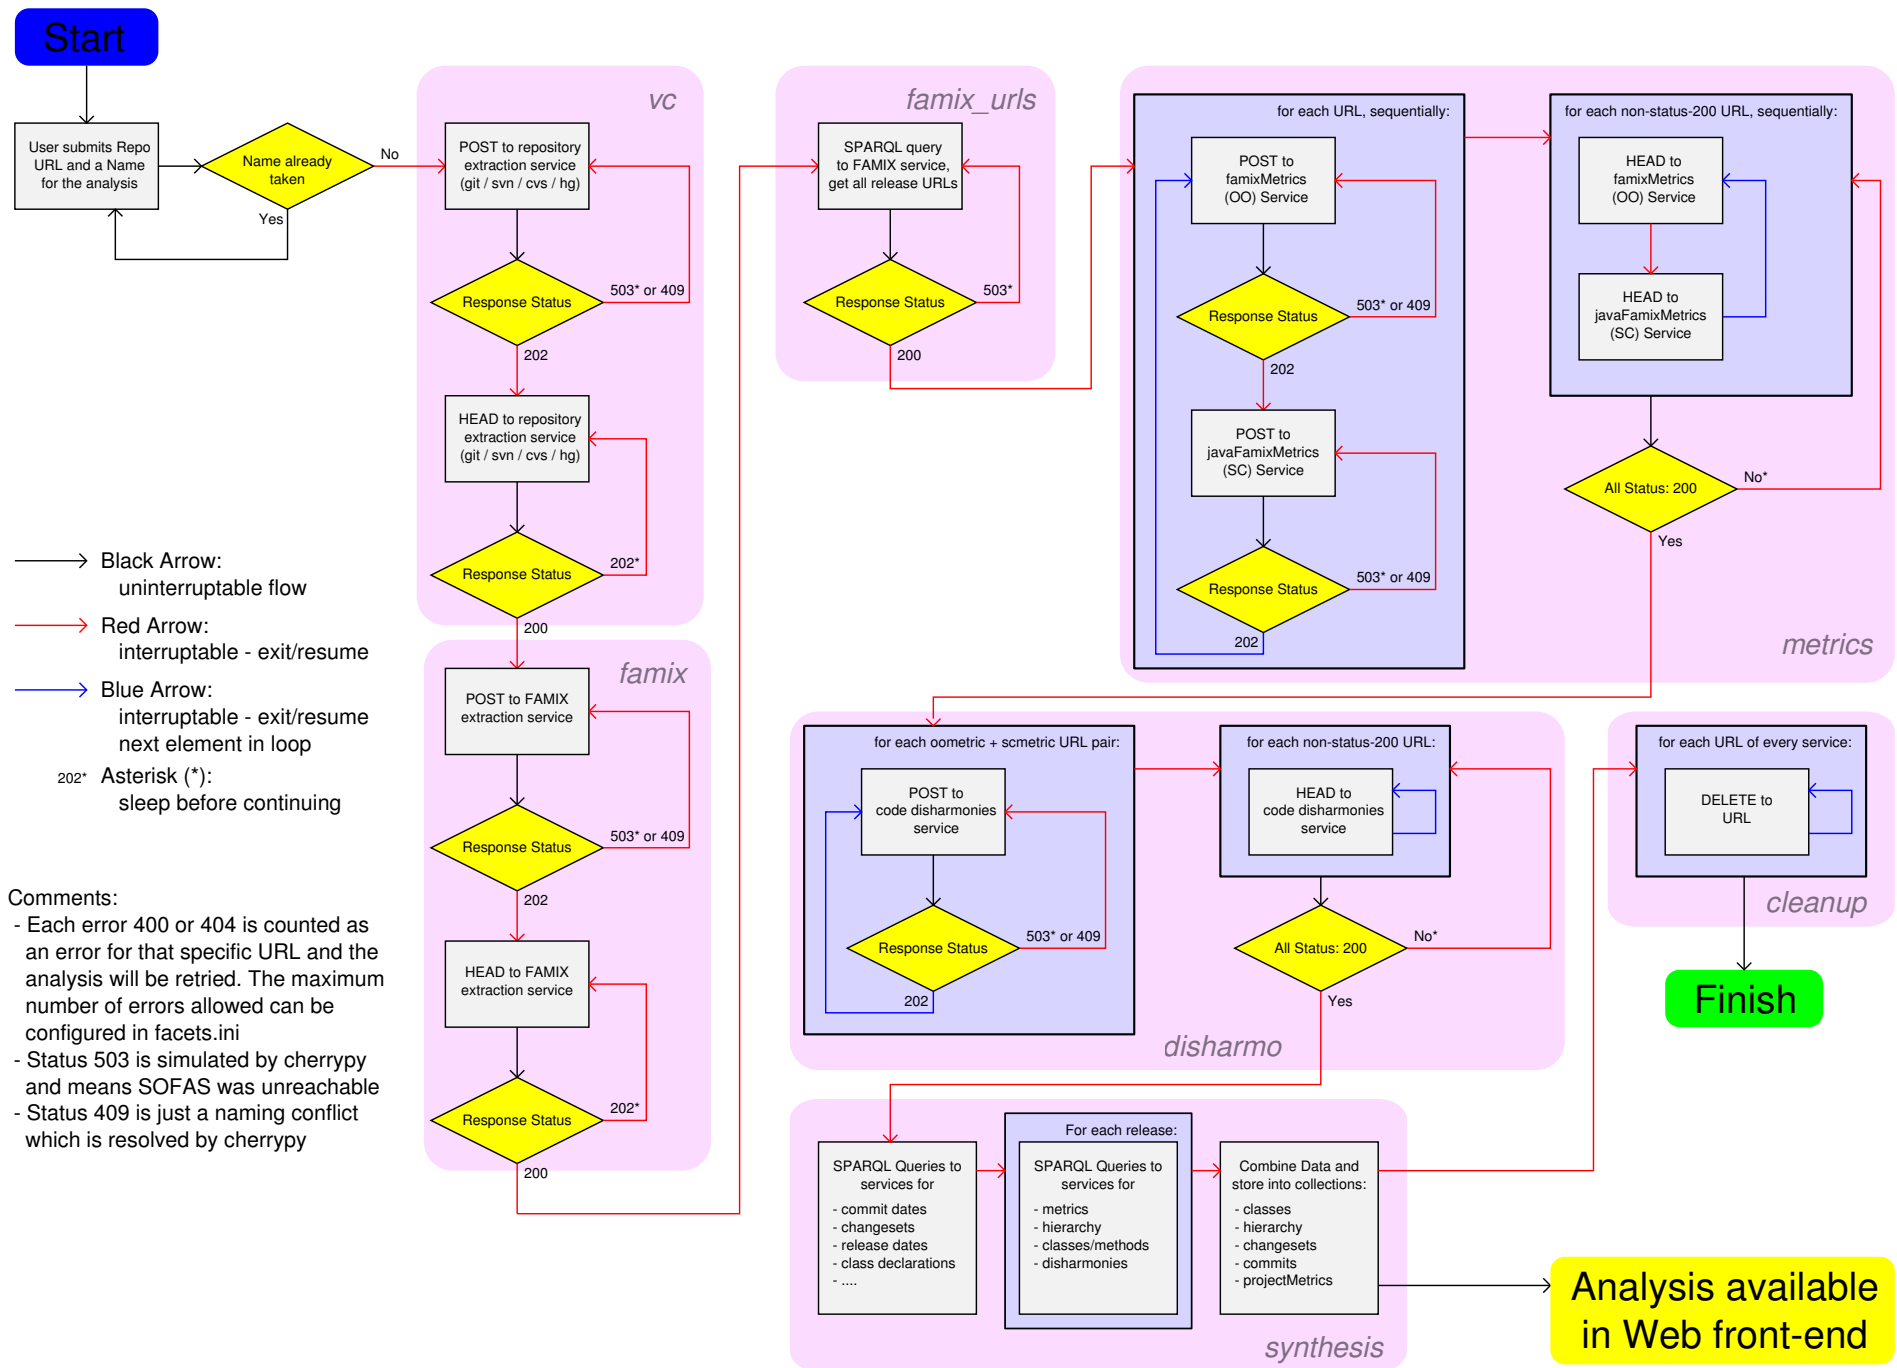 Start
User submits Repo
URL and a Name
for the analysis
Name already
taken
No
Yes
vc
POST to repository
extraction service
(git / svn / cvs / hg)
Response Status
503* or 409
202
HEAD to repository
extraction service
(git / svn / cvs / hg)
Response Status
202*
200
famix
POST to FAMIX
extraction service
Response Status
503* or 409
202
HEAD to FAMIX
extraction service
Response Status
202*
200
famix_urls
SPARQL query
to FAMIX service,
get all release URLs
Response Status
503*
200
metrics
for each URL, sequentially:
POST to
famixMetrics
(OO) Service
Response Status
503* or 409
202
POST to
javaFamixMetrics
(SC) Service
Response Status
503* or 409
202
for each non-status-200 URL, sequentially:
HEAD to
famixMetrics
(OO) Service
HEAD to
javaFamixMetrics
(SC) Service
All Status: 200
No*
Yes
disharmo
for each oometric + scmetric URL pair:
POST to
code disharmonies
service
Response Status
503* or 409
202
for each non-status-200 URL:
HEAD to
code disharmonies
service
All Status: 200
No*
Yes
synthesis
SPARQL Queries to
services for
- commit dates
- changesets
- release dates
- class declarations
- ....
For each release:
SPARQL Queries to
services for
- metrics
- hierarchy
- classes/methods
- disharmonies
Combine Data and
store into collections:
- classes
- hierarchy
- changesets
- commits
- projectMetrics
cleanup
for each URL of every service:
DELETE to
URL
Finish
Analysis available
in Web front-end
Black Arrow:
uninterruptable flow
Red Arrow:
interruptable - exit/resume
Blue Arrow:
interruptable - exit/resume
next element in loop
202* Asterisk (*):
sleep before continuing
Comments:
- Each error 400 or 404 is counted as
an error for that specific URL and the
analysis will be retried. The maximum
number of errors allowed can be
configured in facets.ini
- Status 503 is simulated by cherrypy
and means SOFAS was unreachable
- Status 409 is just a naming conflict
which is resolved by cherrypy